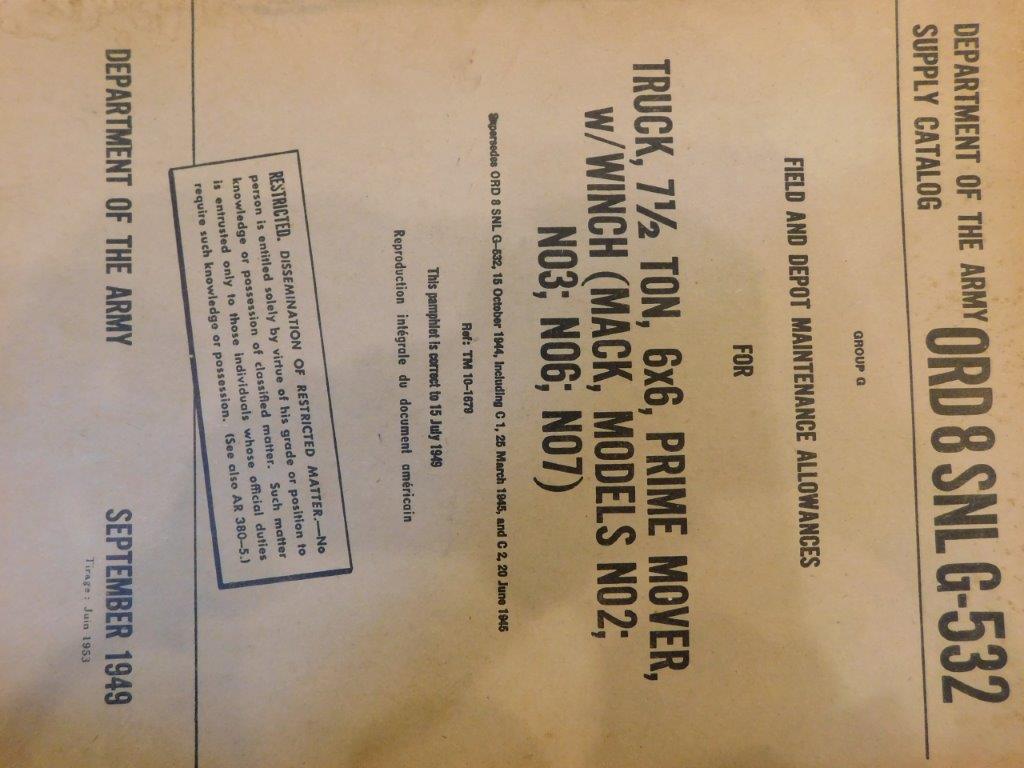 DEPARTMENT OF THE ARMY
SUPPLY CATALOG
ORD 8 SNL G-532
GROUP G
FIELD AND DEPOT MAINTENANCE ALLOWANCES
FOR
TRUCK, 7½ TON, 6x6, PRIME MOVER,
w/WINCH (MACK, MODELS NO2;
NO3; NO6; NO7)
Supersedes ORD 8 SNL G-532, 15 October 1944, including C 1, 25 March 1945, and C 2, 20 June 1945
Ref: TM 10-1679
This pamphlet is correct to 15 July 1949
Reproduction intégrale du document américain
RESTRICTED. DISSEMINATION OF RESTRICTED MATTER.—No
person is entitled solely by virtue of his grade or position to
knowledge or possession of classified matter. Such matter
is entrusted only to those individuals whose official duties
require such knowledge or possession. (See also AR 380-5.)
DEPARTMENT OF THE ARMY SEPTEMBER 1949
Tirage : Juin 1953